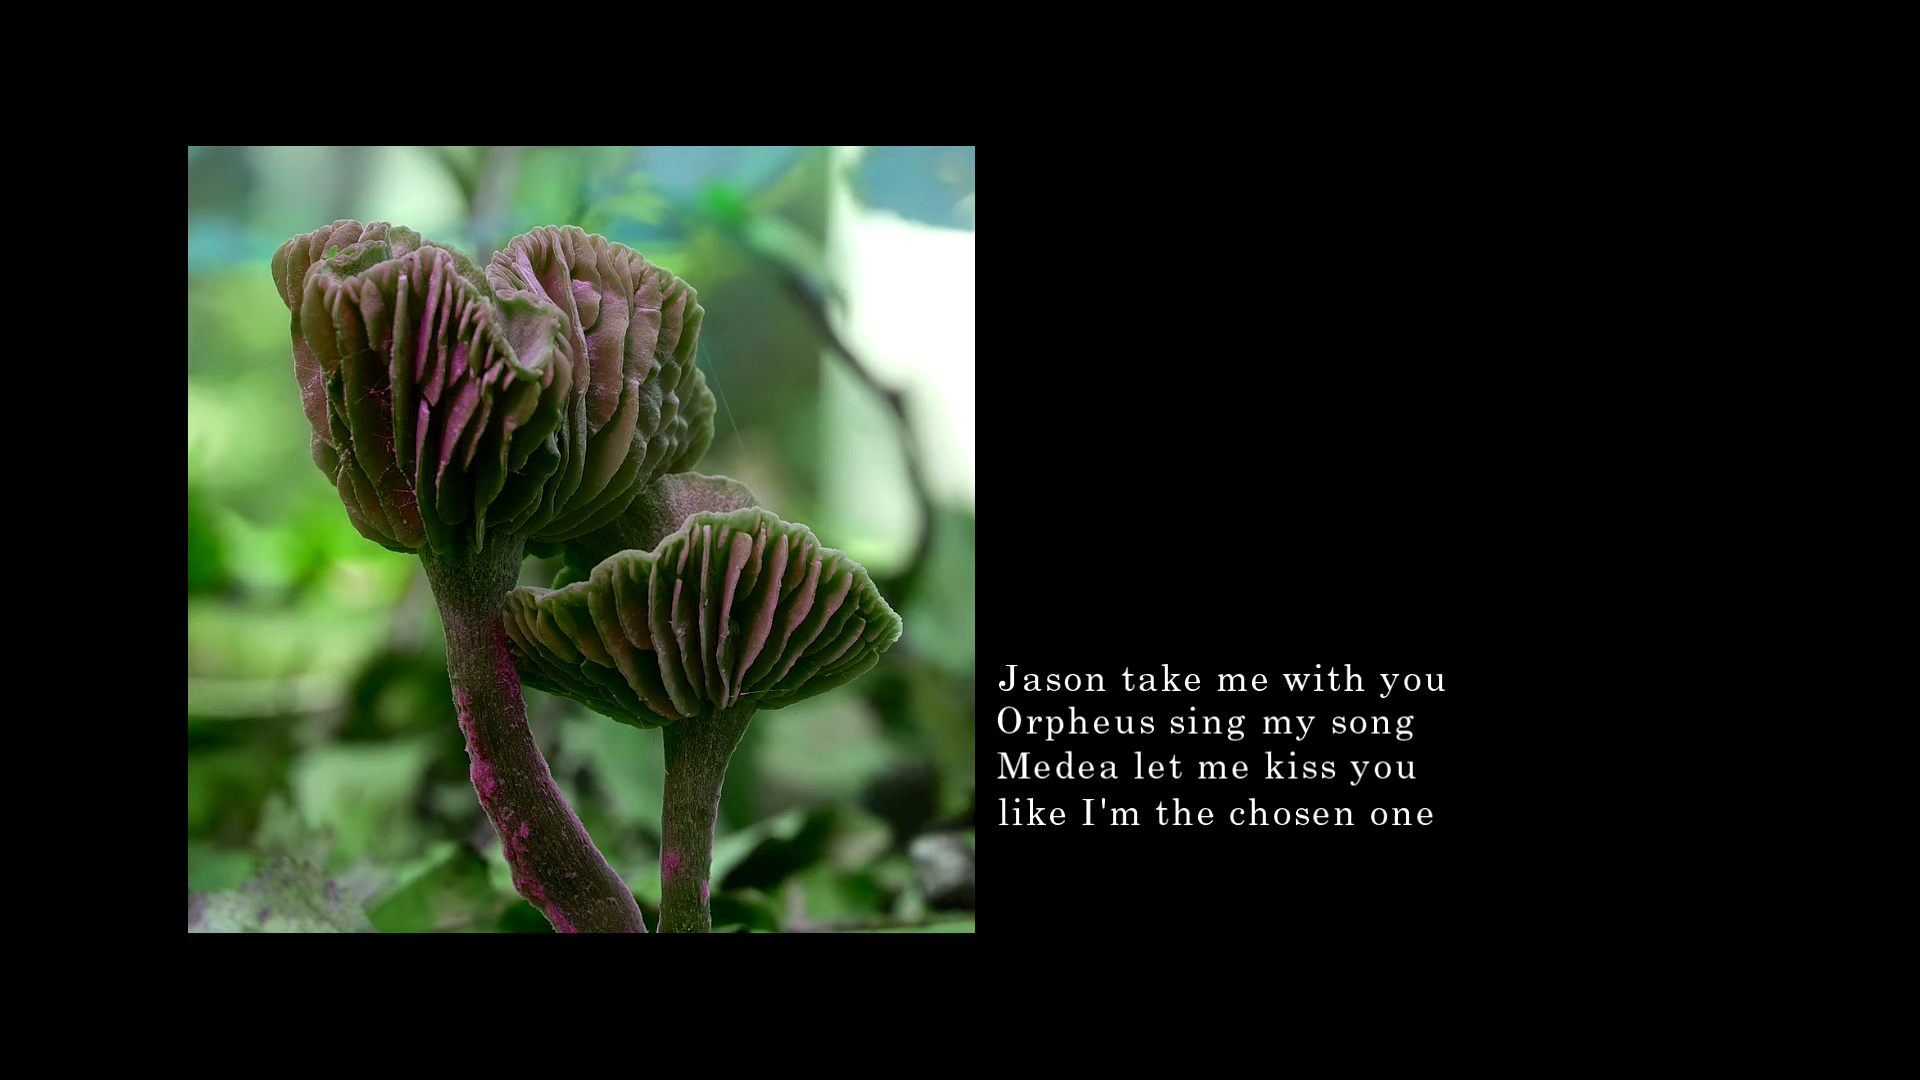 Jason take me with you
Orpheus sing my song
Medea let me kiss you
like I'm the chosen one